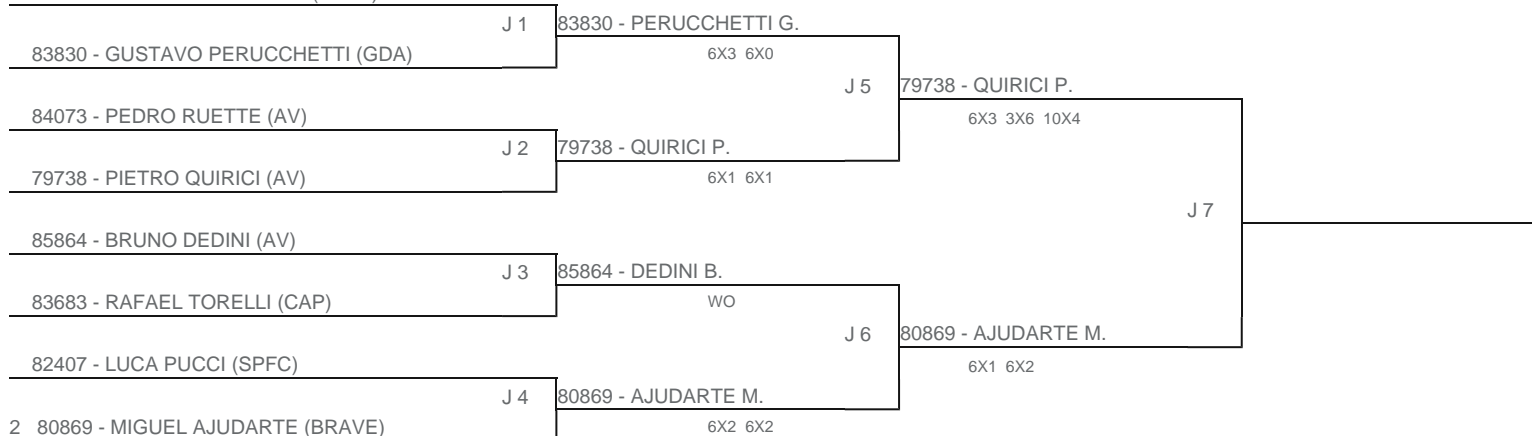 J 1
83830 - PERUCCHETTI G.
83830 - GUSTAVO PERUCCHETTI (GDA)
6X3 6X0
J 5
79738 - QUIRICI P.
84073 - PEDRO RUETTE (AV)
6X3 3X6 10X4
J 2
79738 - QUIRICI P.
79738 - PIETRO QUIRICI (AV)
6X1 6X1
J 7
85864 - BRUNO DEDINI (AV)
J 3
85864 - DEDINI B.
83683 - RAFAEL TORELLI (CAP)
WO
J 6
80869 - AJUDARTE M.
82407 - LUCA PUCCI (SPFC)
6X1 6X2
J 4
80869 - AJUDARTE M.
2 80869 - MIGUEL AJUDARTE (BRAVE)
6X2 6X2